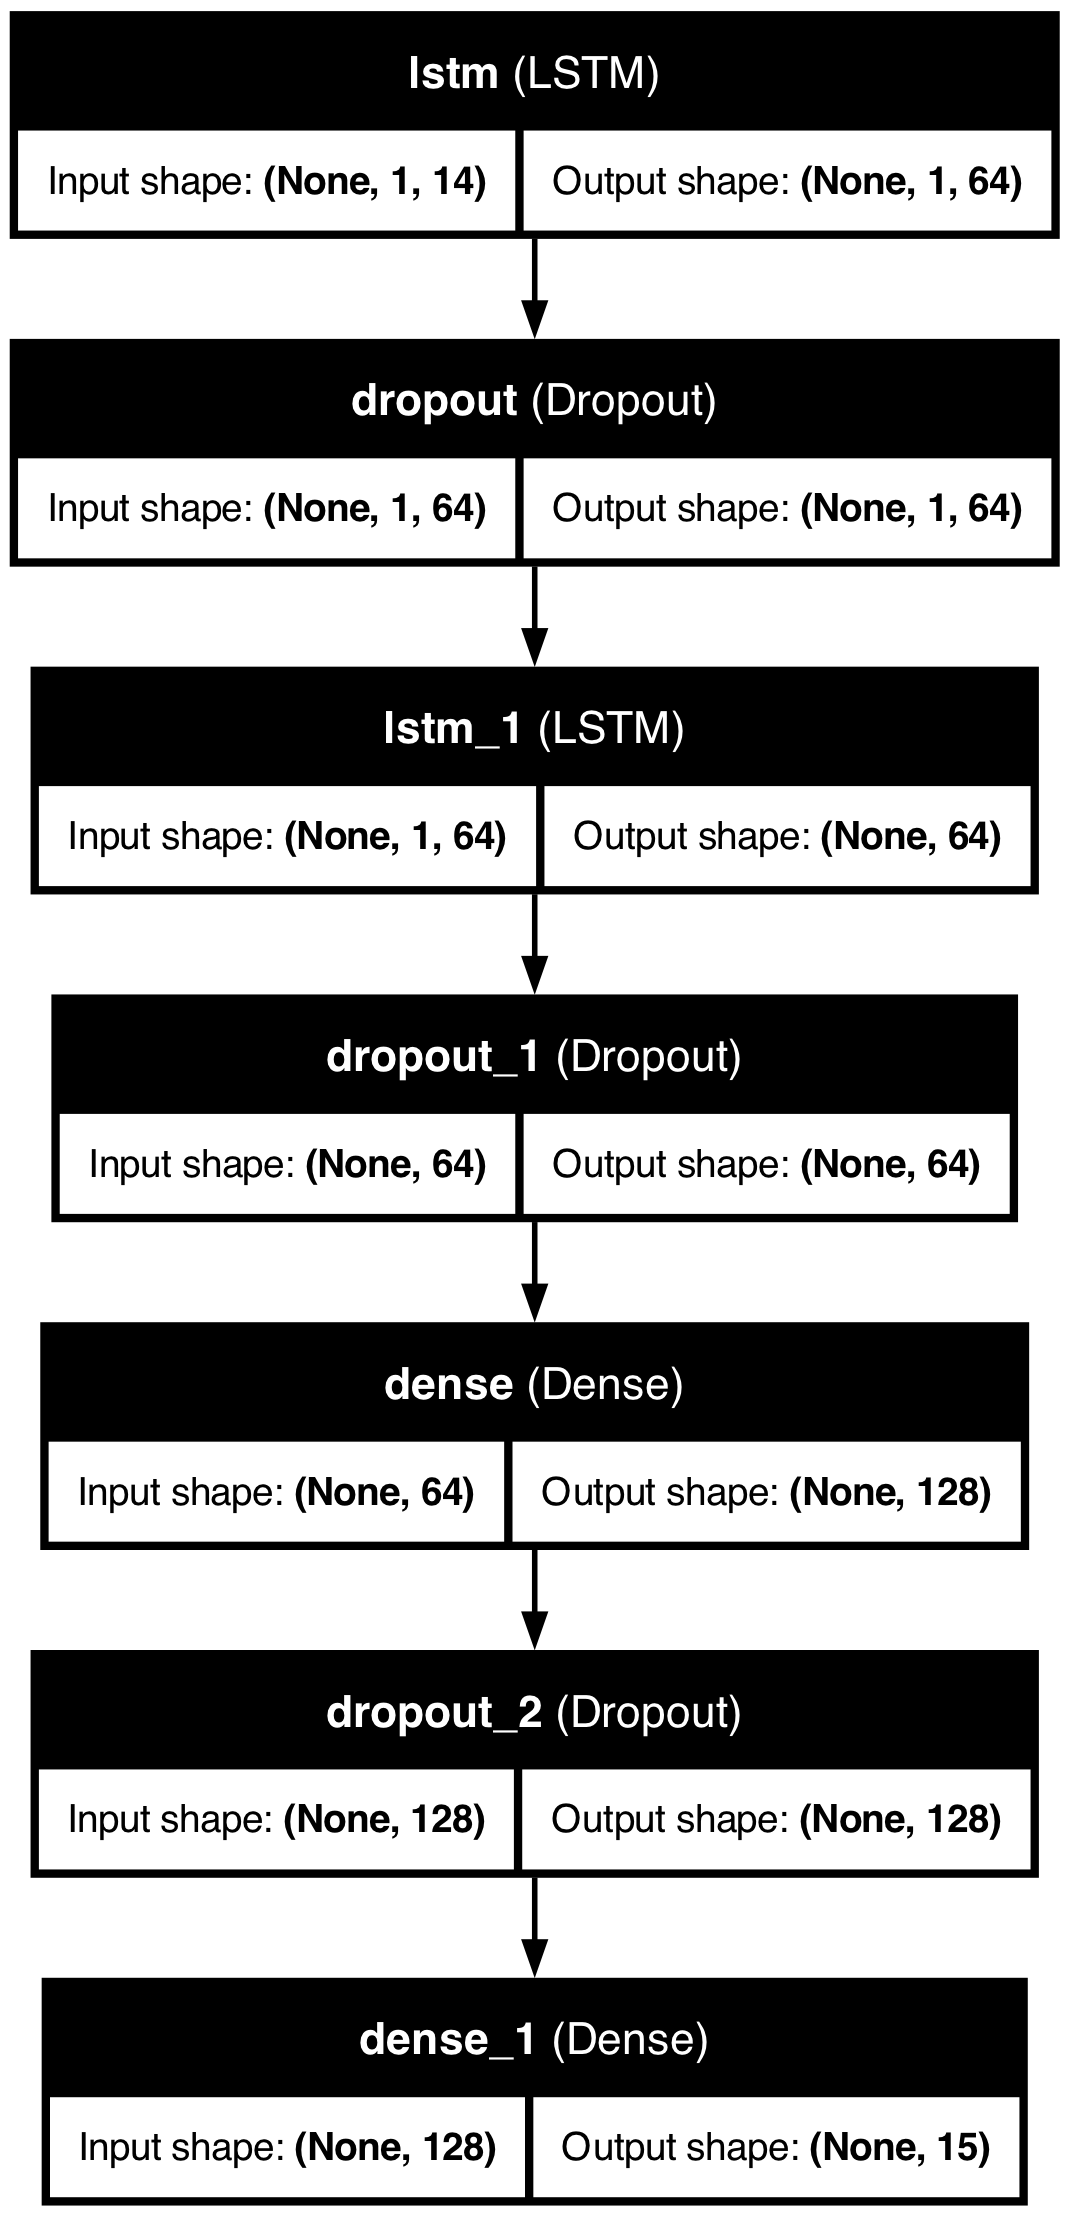 lstm (LSTM)
Input shape: (None, 1, 14) Output shape: (None, 1, 64)
dropout (Dropout)
Input shape: (None, 1, 64) Output shape: (None, 1, 64)
lstm_1 (LSTM)
Input shape: (None, 1, 64) Output shape: (None, 64)
dropout_1 (Dropout)
Input shape: (None, 64) Output shape: (None, 64)
dense (Dense)
Input shape: (None, 64) Output shape: (None, 128)
dropout_2 (Dropout)
Input shape: (None, 128) Output shape: (None, 128)
dense_1 (Dense)
Input shape: (None, 128) Output shape: (None, 15)